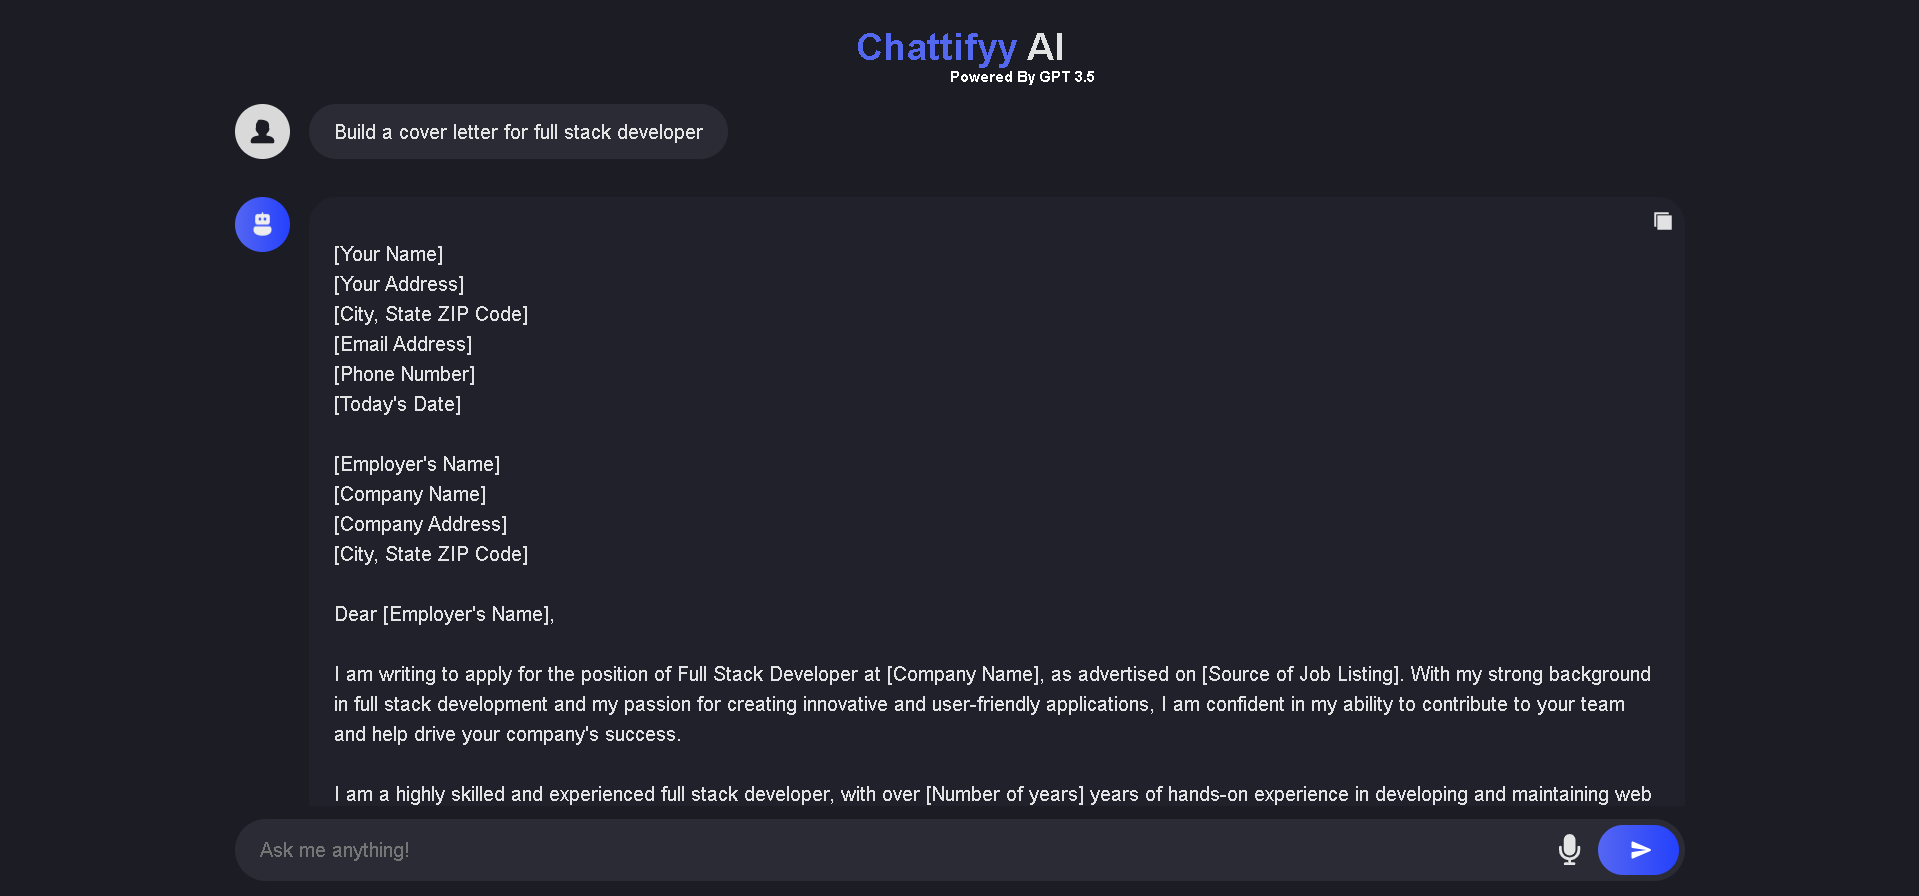 Chattifyy AI
Powered By GPT 3.5
Build a cover letter for full stack developer
[Your Name]
[Your Address]
[City, State ZIP Code]
[Email Address]
[Phone Number]
[Today's Date]
[Employer's Name]
[Company Name]
[Company Address]
[City, State ZIP Code]
Dear [Employer's Name],
I am writing to apply for the position of Full Stack Developer at [Company Name], as advertised on [Source of Job Listing]. With my strong background
in full stack development and my passion for creating innovative and user-friendly applications, I am confident in my ability to contribute to your team
and help drive your company's success.
I am a highly skilled and experienced full stack developer, with over [Number of years] years of hands-on experience in developing and maintaining web
Ask me anything!